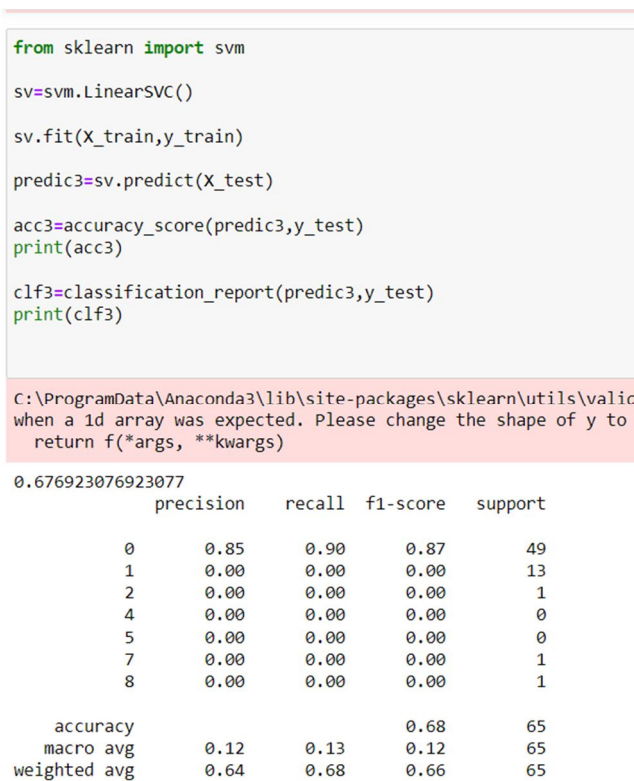 from sklearn import svm
sv=svm.LinearSVC()
sv.fit(X_train,y_train)
predic3=sv.predict(X_test)
acc3=accuracy_score(predic3,y_test)
print(acc3)
clf3=classification_report(predic3,y_test)
print(clf3)
C:\ProgramData\Anaconda3\lib\site-packages\sklearn\utils\valid
when a 1d array was expected. Please change the shape of y to
return f(*args, **kwargs)
0.676923076923077
precision recall f1-score support
0 0.85 0.90 0.87 49
1 0.00 0.00 0.00 13
2 0.00 0.00 0.00 1
4 0.00 0.00 0.00 0
5 0.00 0.00 0.00 0
7 0.00 0.00 0.00 1
8 0.00 0.00 0.00 1
accuracy 0.68 65
macro avg 0.12 0.13 0.12 65
weighted avg 0.64 0.68 0.66 65